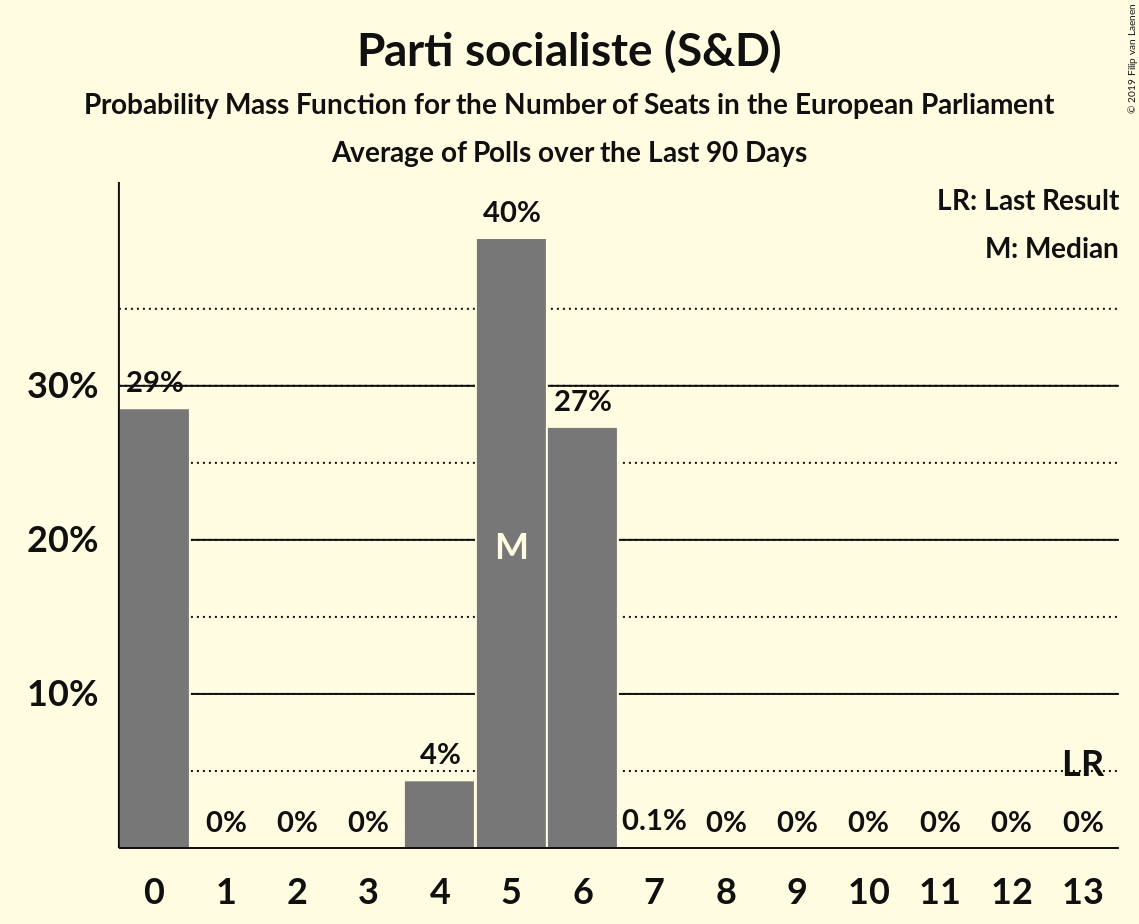 Parti socialiste (S&D)
Probability Mass Function for the Number of Seats in the European Parliament
Average of Polls over the Last 90 Days
© 2019 Filip van Laenen
LR: Last Result
M: Median
40%
30%
29%
27%
20%
M
10%
4%
LR
0% 0% 0% 0.1% 0% 0% 0% 0% 0% 0%
0 1 2 3 4 5 6 7 8 9 10 11 12 13